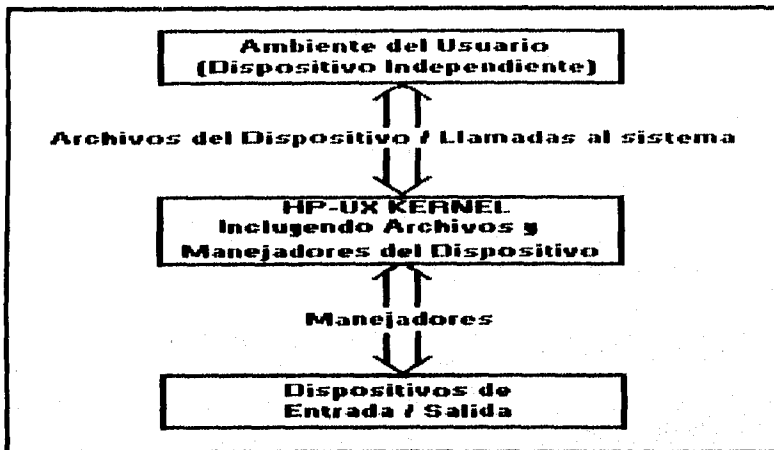 Ambiente del Usuario
(Dispositivo Independiente)
Archivos del Dispositivo / Llamadas al sistema
HP-UX KERNEL
Incluyendo Archivos y
Manejadores del Dispositivo
Manejadores
Dispositivos de
Entrada / Salida